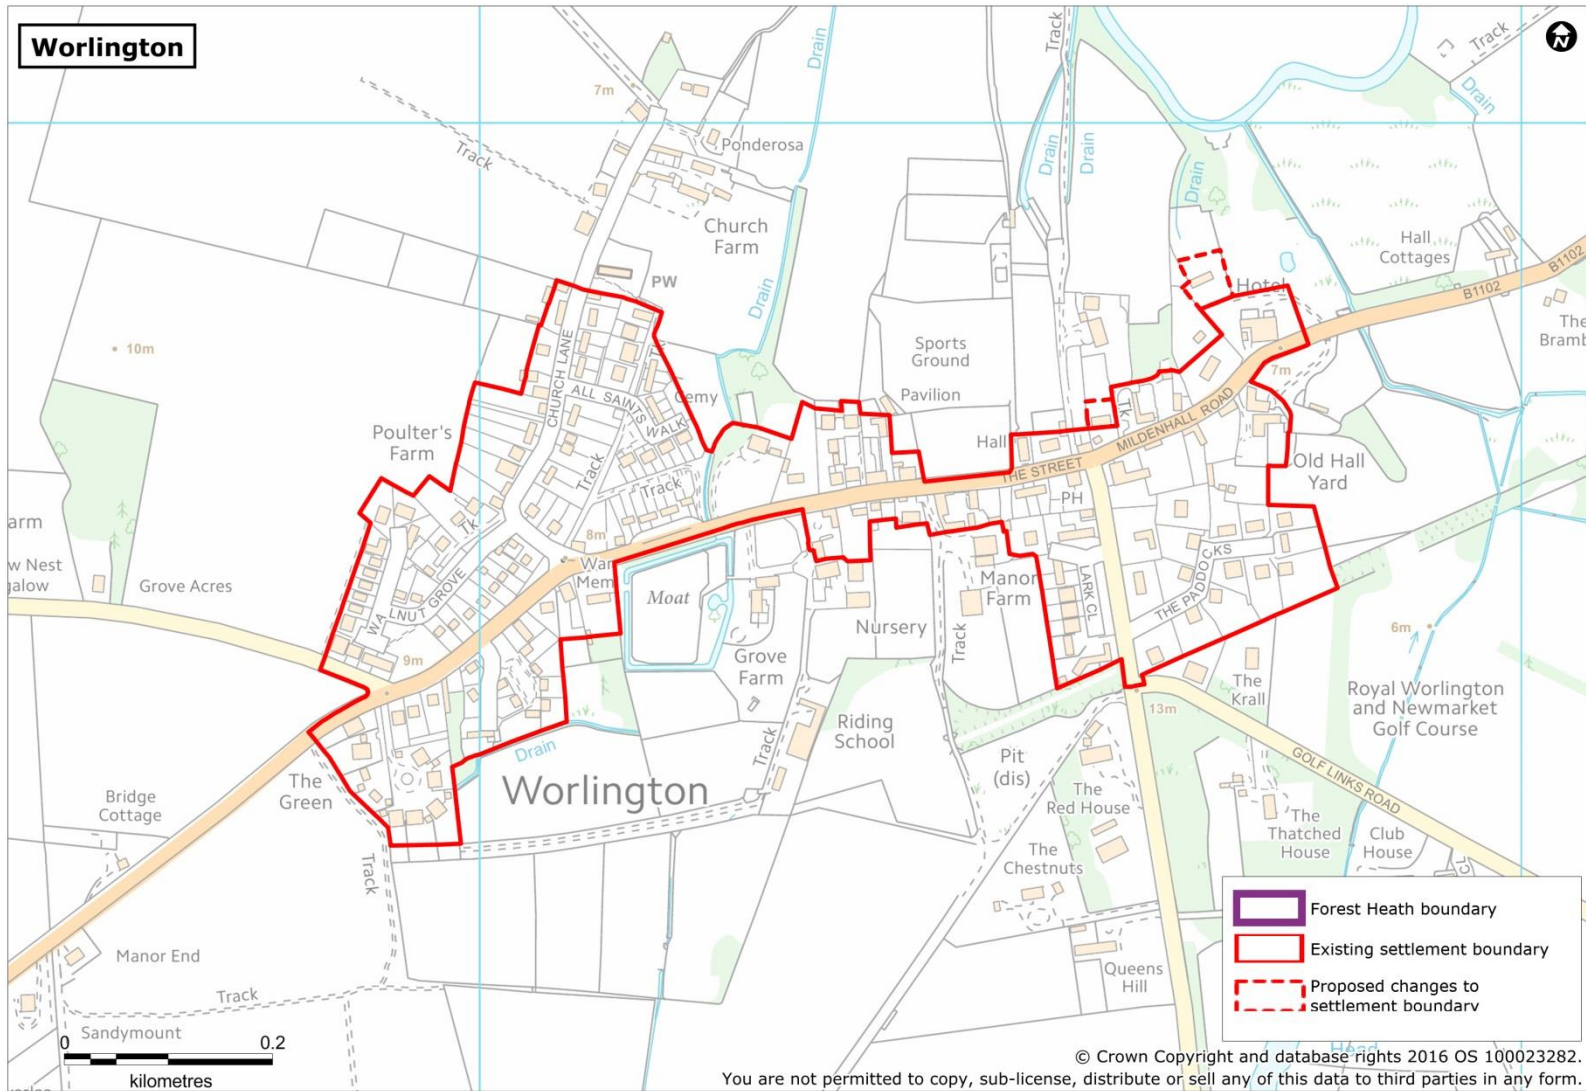 Worlington
N
Track
Drain
Track
7m
Drain
Track
Ponderosa
Drain
Drain
Drain
Church
Farm
Hall
Cottages
B1102
B1102
PW
Hotel
Drain
The
10m
CHURCH LANE
Sports
Ground
7m
Tk
ALL SAINTS WALK
Cemy
Pavilion
Tk
MILDENHALL ROAD
Poulter's
Farm
Hall
THE STREET
Track
Old Hall
Yard
Track
PH
Tk
8m
arm
War
Mem
w Nest
galow
Grove Acres
WALNUT GROVE
Moat
Manor
Farm
LARK CL
THE PADDOCKS
Nursery
Track
6m
9m
Grove
Farm
The
Krall
Royal Worlington
and Newmarket
Golf Course
13m
Riding
School
Drain
Track
Pit
(dis)
GOLF LINKS ROAD
The
Green
Worlington
Bridge
Cottage
The
Red House
The
Thatched
House
Club
House
The
Chestnuts
Track
Manor End
Queens
Hill
Track
Sandymount
Forest Heath boundary
Existing settlement boundary
Proposed changes to
settlement boundary
0 0.2
kilometres
© Crown Copyright and database rights 2016 OS 100023282.
You are not permitted to copy, sub-license, distribute or sell any of this data to third parties in any form.